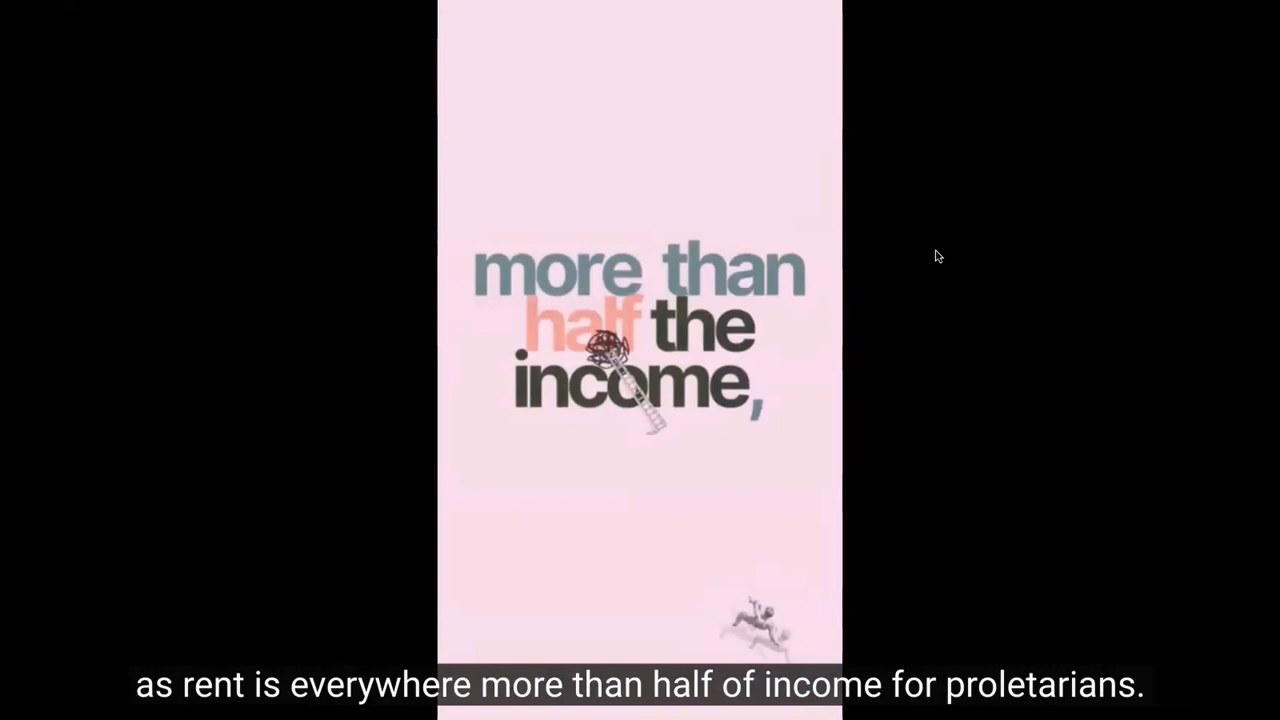 more than
half the
income,
as rent is everywhere more than half of income for proletarians.